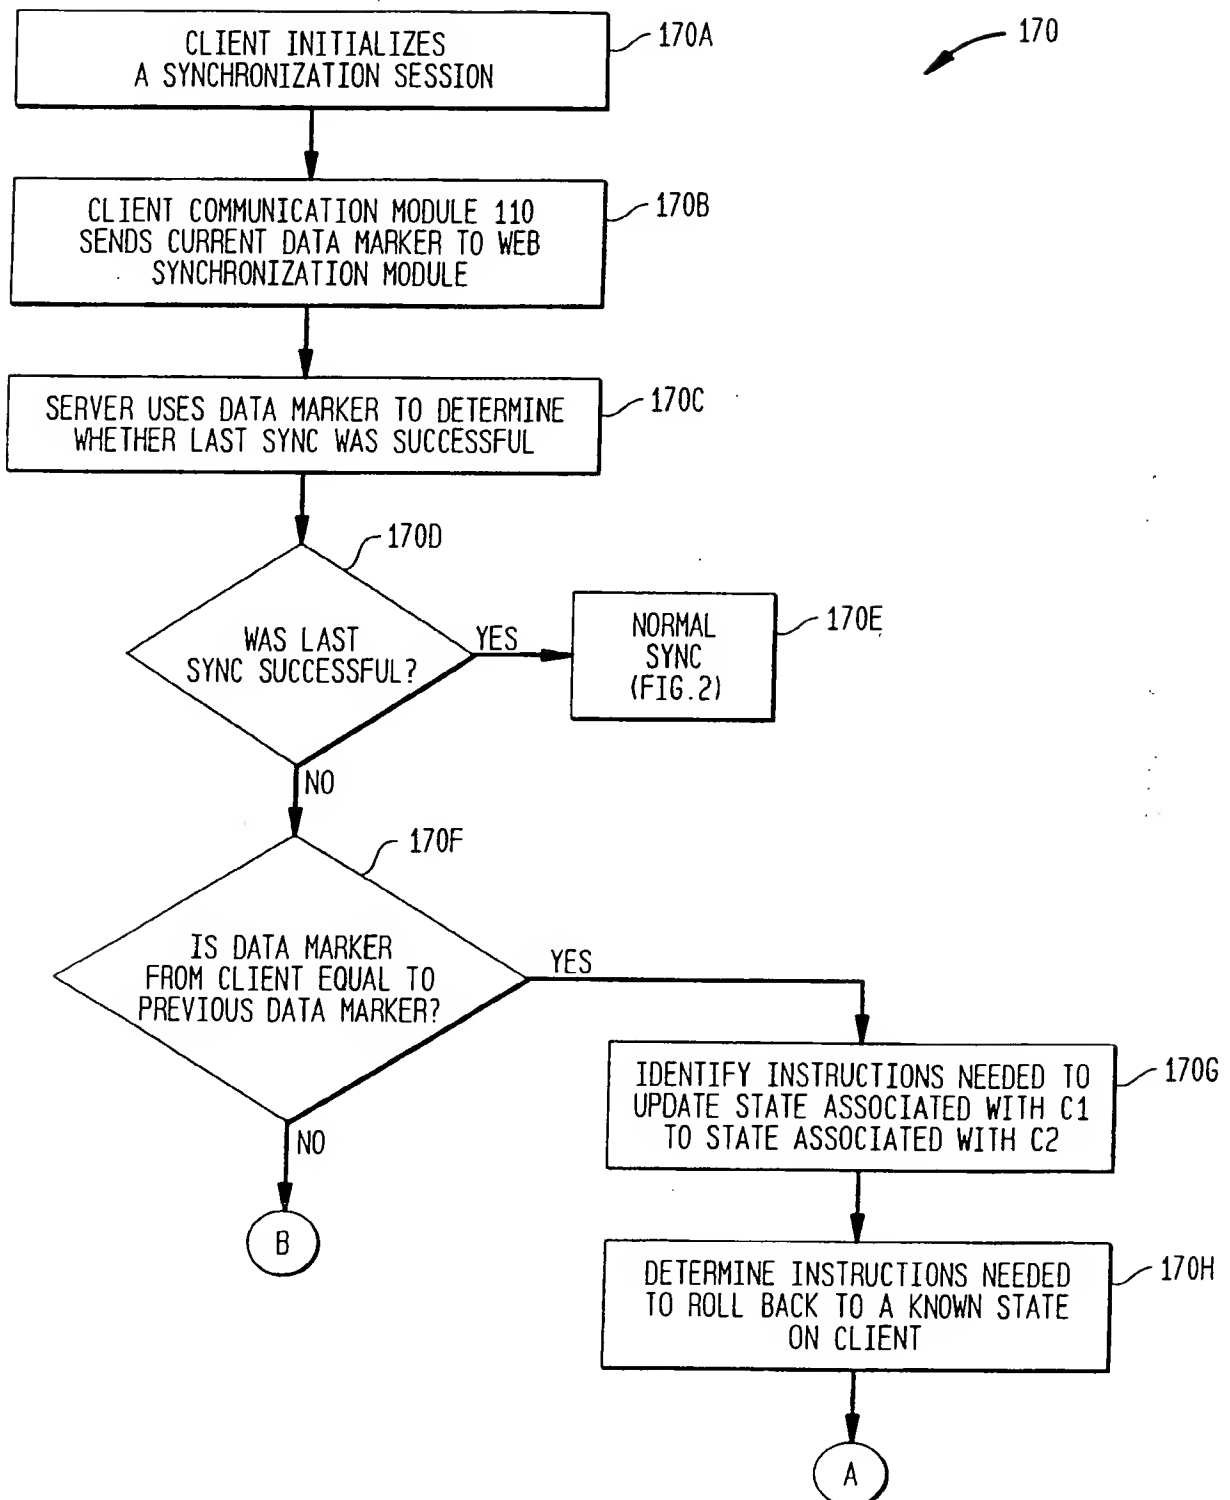 CLIENT INITIALIZES
A SYNCHRONIZATION SESSION
170A
170
CLIENT COMMUNICATION MODULE 110
SENDS CURRENT DATA MARKER TO WEB
SYNCHRONIZATION MODULE
170B
SERVER USES DATA MARKER TO DETERMINE
WHETHER LAST SYNC WAS SUCCESSFUL
170C
170D
WAS LAST
SYNC SUCCESSFUL?
YES
NORMAL
SYNC
(FIG.2)
170E
NO
170F
IS DATA MARKER
FROM CLIENT EQUAL TO
PREVIOUS DATA MARKER?
YES
NO
B
IDENTIFY INSTRUCTIONS NEEDED TO
UPDATE STATE ASSOCIATED WITH C1
TO STATE ASSOCIATED WITH C2
170G
DETERMINE INSTRUCTIONS NEEDED
TO ROLL BACK TO A KNOWN STATE
ON CLIENT
170H
A